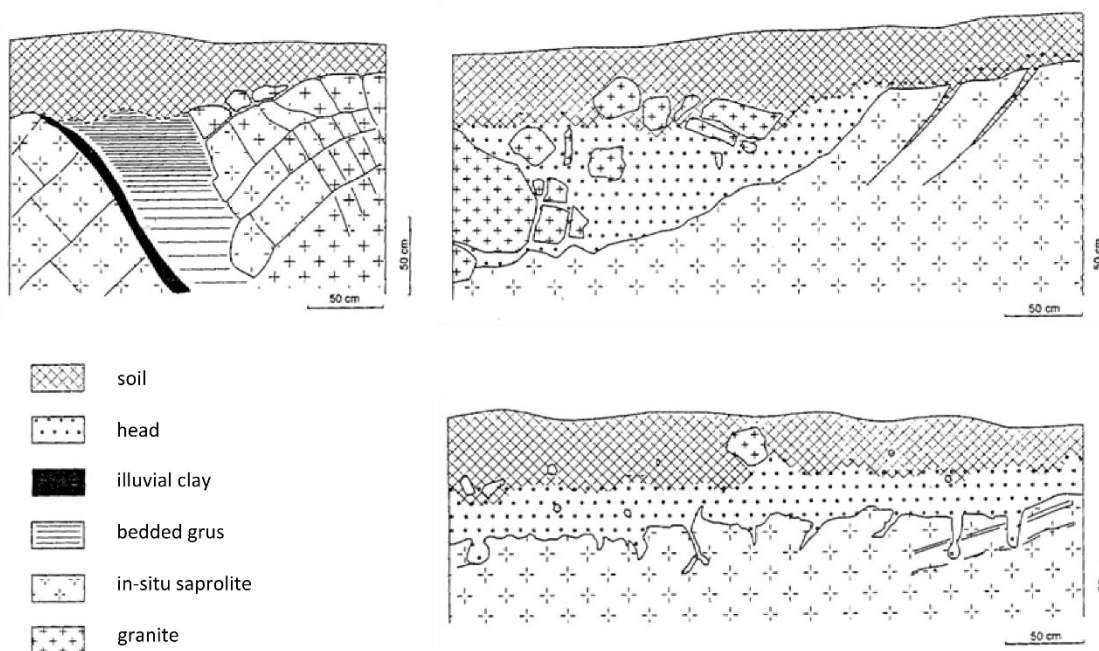 50 cm
50 cm
50 cm
50 cm
soil
head
illuvial clay
bedded grus
in-situ saprolite
granite
50 cm